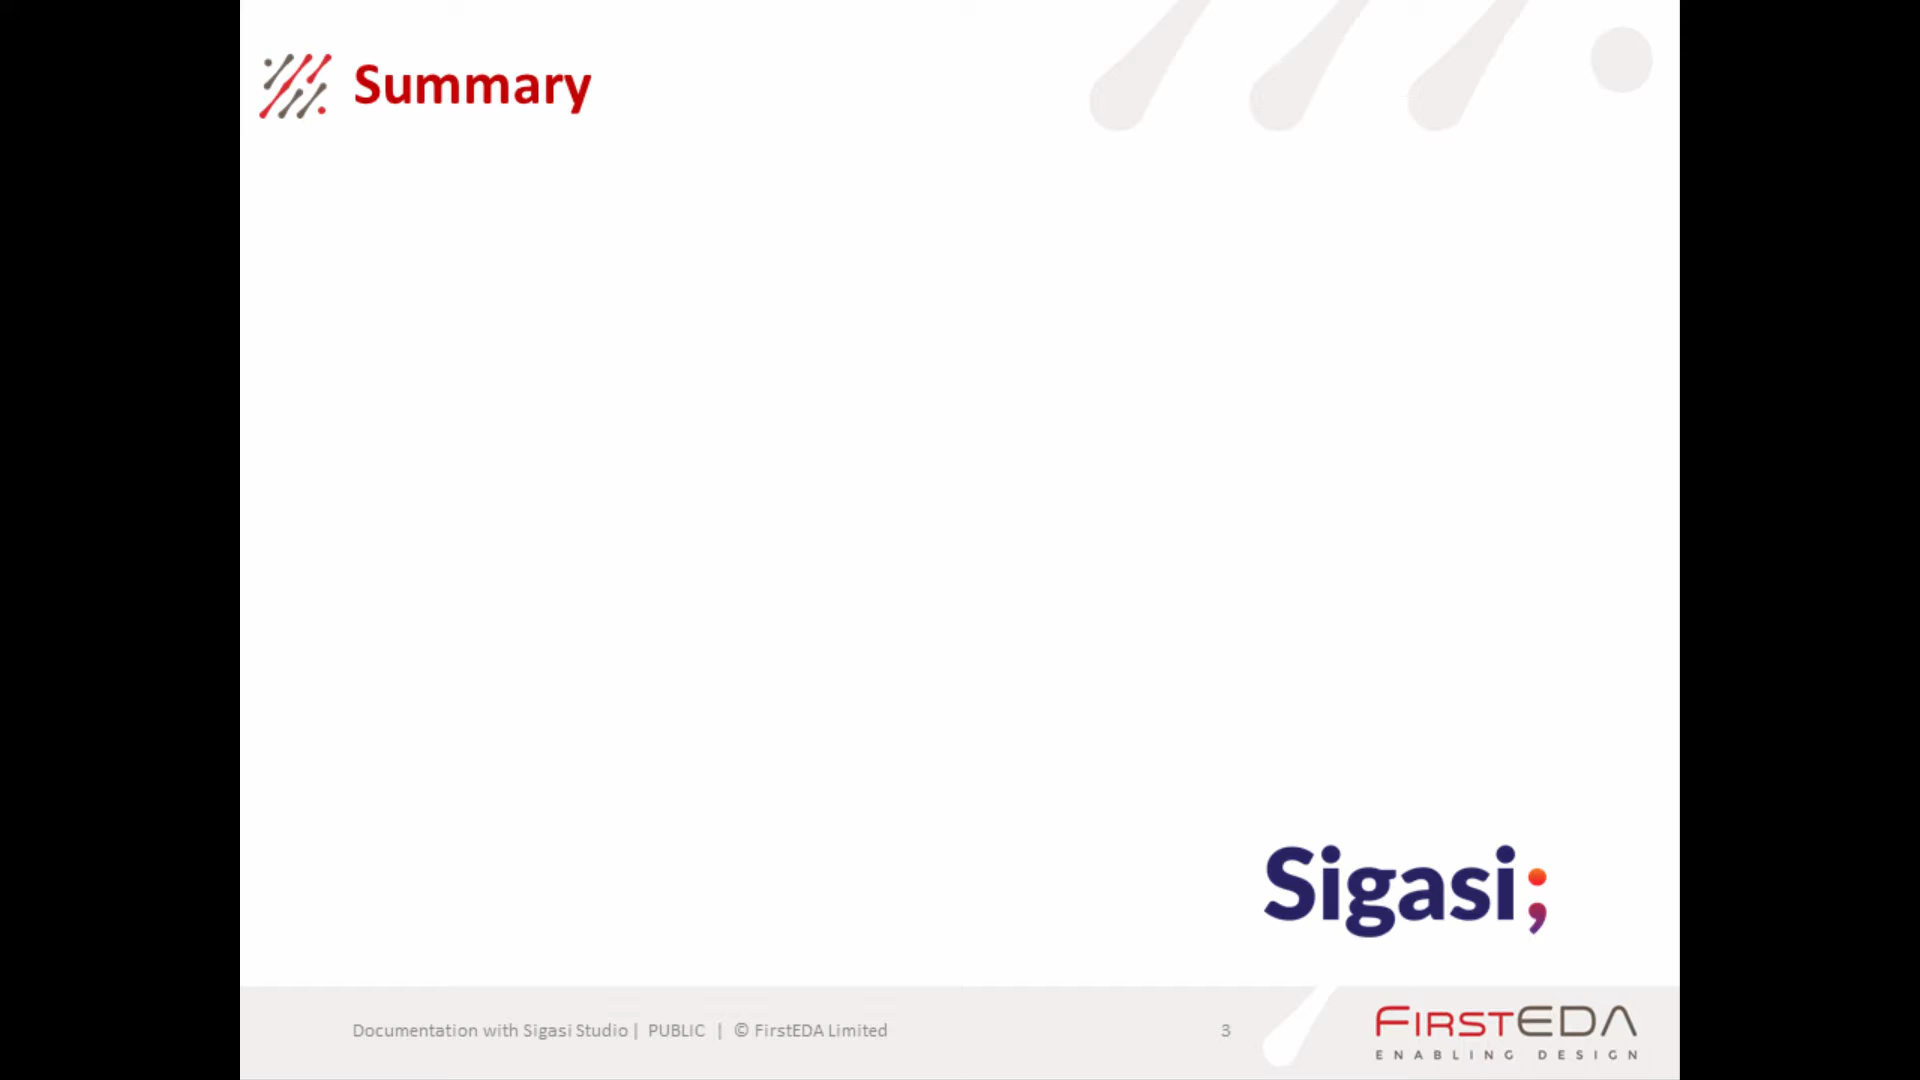 Summary
Sigasi;
Documentation with Sigasi Studio | PUBLIC | © FirstEDA Limited
3
FIRSTEDA
ENABLING DESIGN